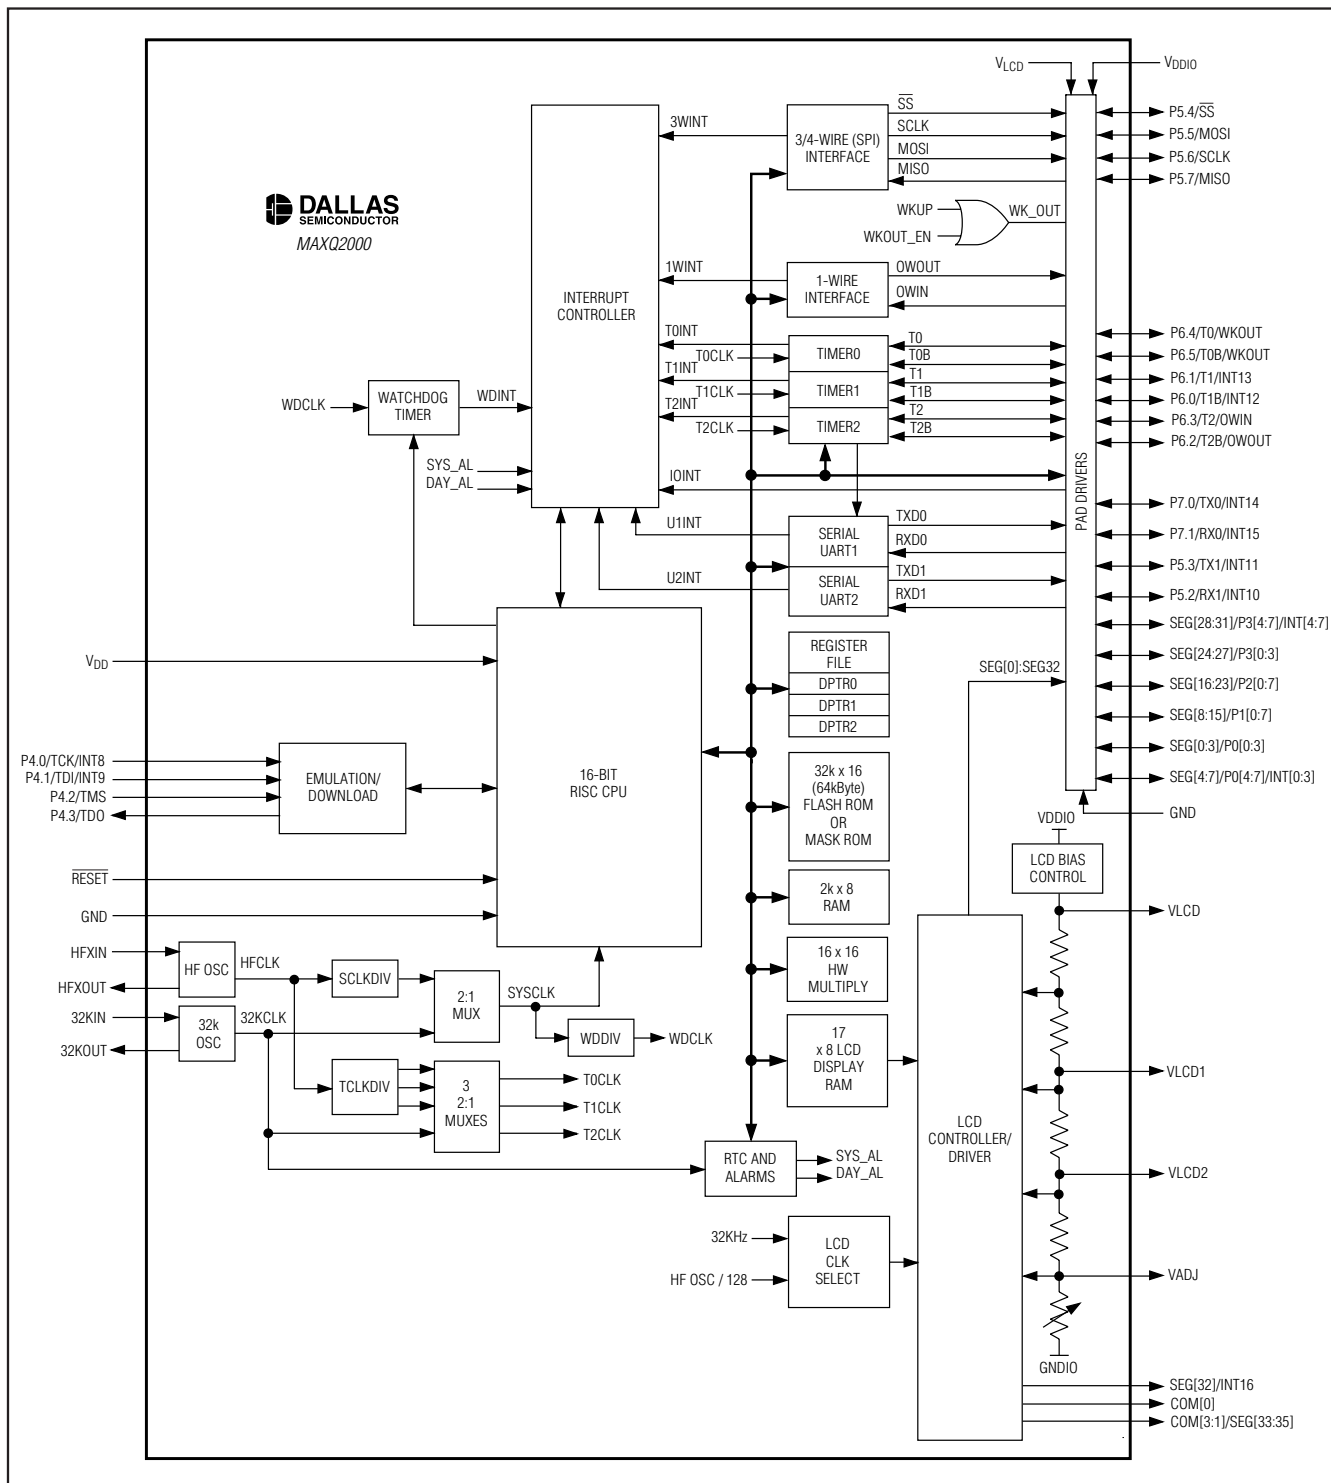 VLCD
VDDIO
DALLAS
SEMICONDUCTOR
MAXQ2000
INTERRUPT
CONTROLLER
3WINT
3/4-WIRE (SPI)
INTERFACE
SS
SCLK
MOSI
MISO
P5.4/SS
P5.5/MOSI
P5.6/SCLK
P5.7/MISO
WKUP
WKOUT_EN
WK_OUT
1WINT
1-WIRE
INTERFACE
OWOUT
OWIN
T0INT
T0CLK
T1INT
T1CLK
T2INT
T2CLK
TIMER0
TIMER1
TIMER2
T0
T0B
T1
T1B
T2
T2B
P6.4/T0/WKOUT
P6.5/T0B/WKOUT
P6.1/T1/INT13
P6.0/T1B/INT12
P6.3/T2/OWIN
P6.2/T2B/OWOUT
WDCLK
WATCHDOG
TIMER
WDINT
SYS_AL
DAY_AL
IOINT
PAD DRIVERS
U1INT
U2INT
SERIAL
UART1
SERIAL
UART2
TXD0
RXD0
TXD1
RXD1
P7.0/TX0/INT14
P7.1/RX0/INT15
P5.3/TX1/INT11
P5.2/RX1/INT10
SEG[28:31]/P3[4:7]/INT[4:7]
SEG[24:27]/P3[0:3]
SEG[16:23]/P2[0:7]
SEG[8:15]/P1[0:7]
SEG[0:3]/P0[0:3]
SEG[4:7]/P0[4:7]/INT[0:3]
GND
VDD
REGISTER
FILE
DPTR0
DPTR1
DPTR2
SEG[0]:SEG32
P4.0/TCK/INT8
P4.1/TDI/INT9
P4.2/TMS
P4.3/TDO
EMULATION/
DOWNLOAD
16-BIT
RISC CPU
32k x 16
(64kByte)
FLASH ROM
OR
MASK ROM
VDDIO
LCD BIAS
CONTROL
RESET
GND
2k x 8
RAM
VLCD
HFXIN
HFXOUT
HF OSC
HFCLK
SCLKDIV
2:1
MUX
SYSCLK
16 x 16
HW
MULTIPLY
32KIN
32KOUT
32k
OSC
32KCLK
WDDIV
WDCLK
17
x 8 LCD
DISPLAY
RAM
TCLKDIV
3
2:1
MUXES
T0CLK
T1CLK
T2CLK
VLCD1
LCD
CONTROLLER/
DRIVER
RTC AND
ALARMS
SYS_AL
DAY_AL
VLCD2
32KHz
HF OSC / 128
LCD
CLK
SELECT
VADJ
GNDIO
SEG[32]/INT16
COM[0]
COM[3:1]/SEG[33:35]